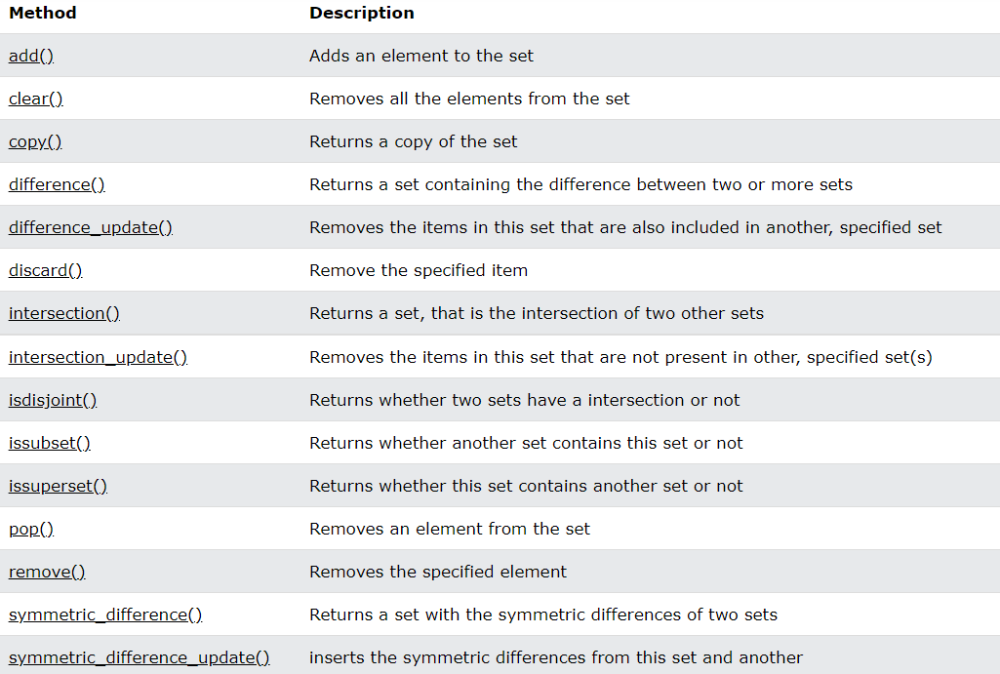 Method Description
add() Adds an element to the set
clear() Removes all the elements from the set
copy() Returns a copy of the set
difference() Returns a set containing the difference between two or more sets
difference_update() Removes the items in this set that are also included in another, specified set
discard() Remove the specified item
intersection() Returns a set, that is the intersection of two other sets
intersection_update() Removes the items in this set that are not present in other, specified set(s)
isdisjoint() Returns whether two sets have a intersection or not
issubset() Returns whether another set contains this set or not
issuperset() Returns whether this set contains another set or not
pop() Removes an element from the set
remove() Removes the specified element
symmetric_difference() Returns a set with the symmetric differences of two sets
symmetric_difference_update() inserts the symmetric differences from this set and another